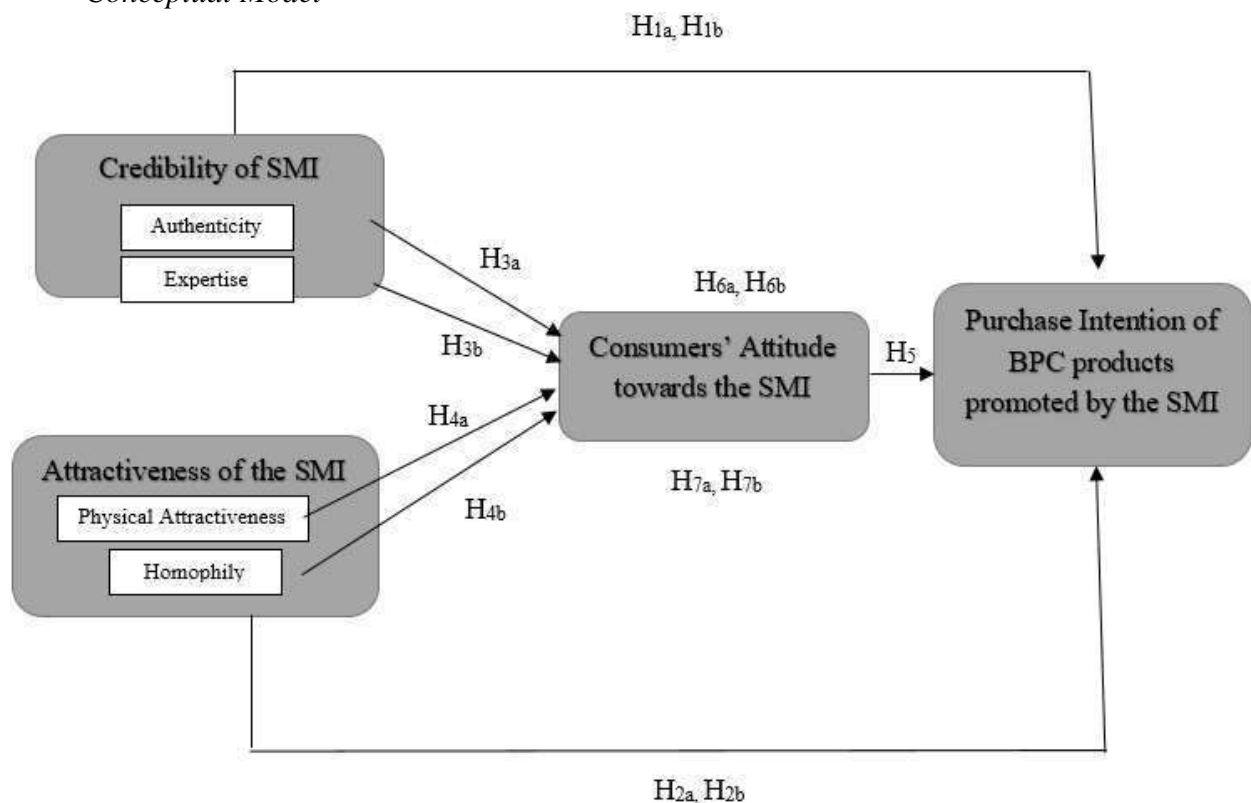 Conceptual Model
H1a, H1b
Credibility of SMI
Authenticity
Expertise
H3a
H3b
H6a, H6b
Consumers’ Attitude
towards the SMI
H5
Purchase Intention of
BPC products
promoted by the SMI
H4a
H4b
Attractiveness of the SMI
Physical Attractiveness
Homophily
H7a, H7b
H2a, H2b